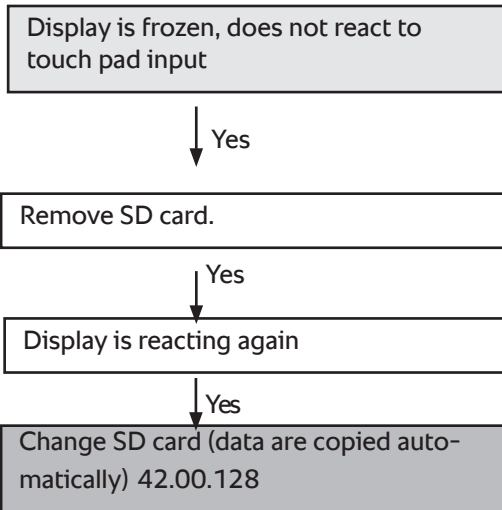 Display is frozen, does not react to
touch pad input
Yes
Remove SD card.
Yes
Display is reacting again
Yes
Change SD card (data are copied auto-
matically) 42.00.128